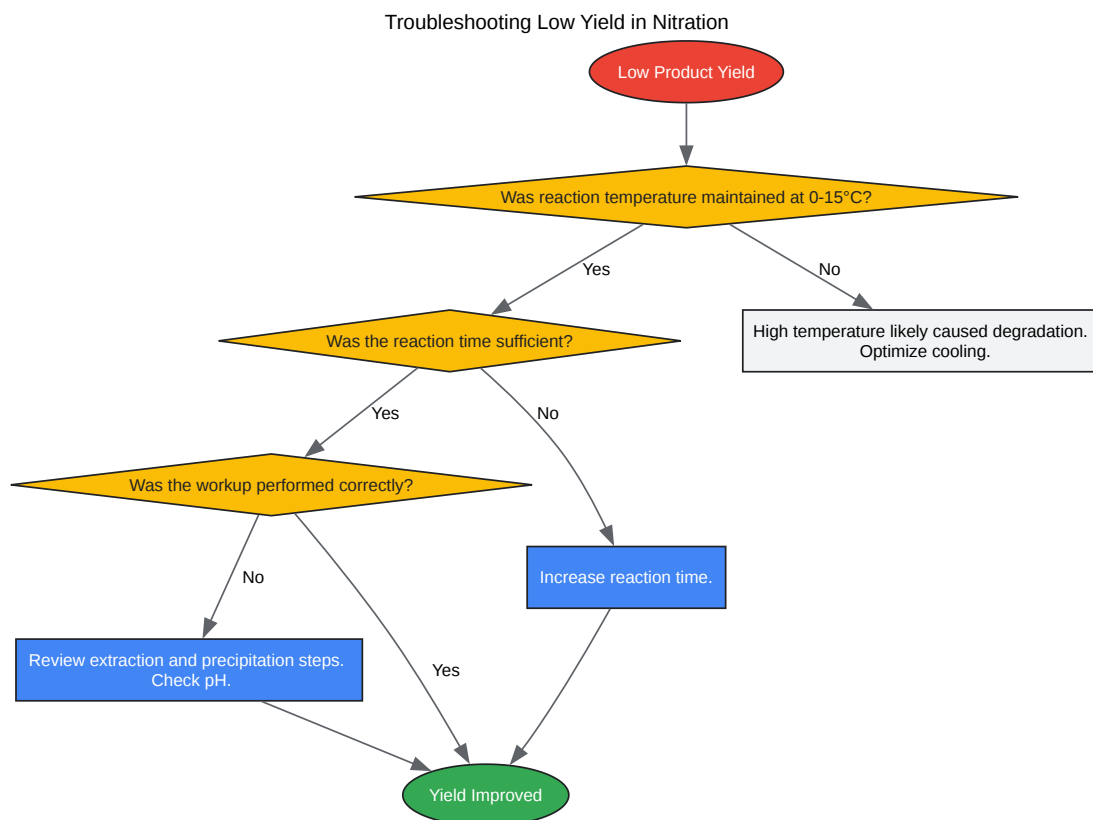 Troubleshooting Low Yield in Nitration
Low Product Yield
Was reaction temperature maintained at 0-15°C?
Yes
No
Was the reaction time sufficient?
High temperature likely caused degradation.
Optimize cooling.
Yes
No
Was the workup performed correctly?
No
Increase reaction time.
Review extraction and precipitation steps.
Check pH.
Yes
Yield Improved